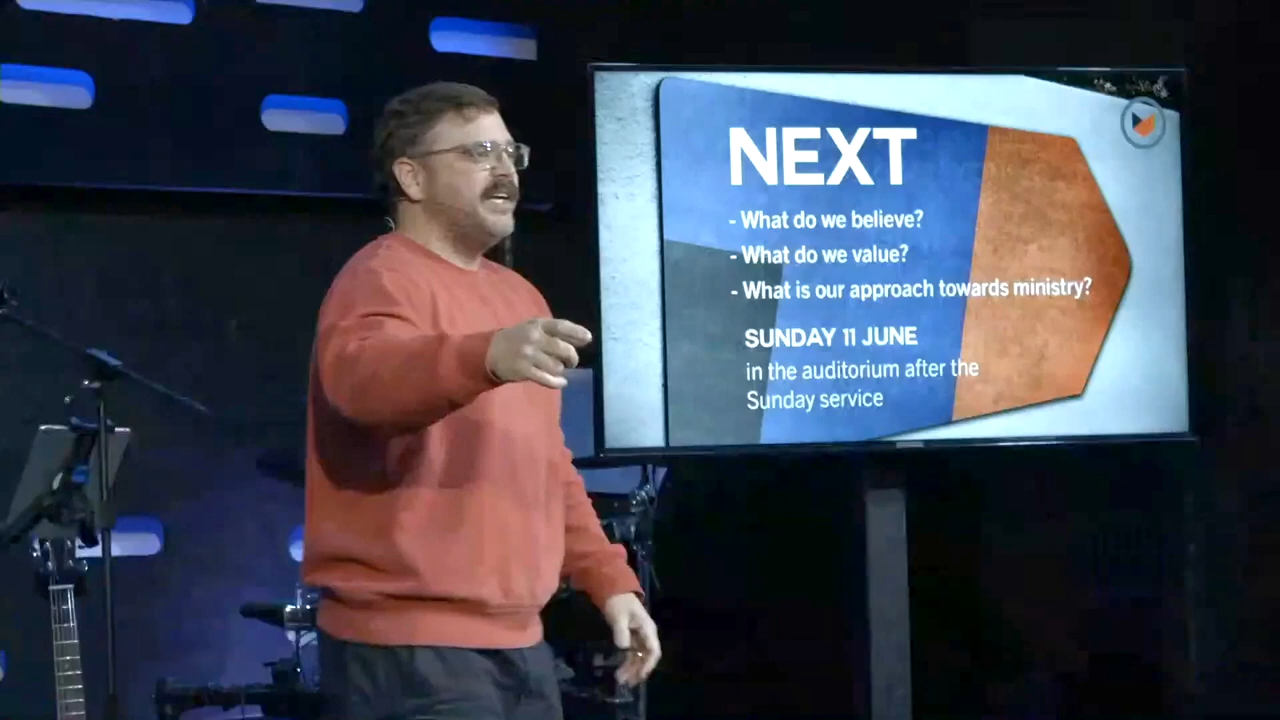 NEXT
- What do we believe?
- What do we value?
- What is our approach towards ministry?
SUNDAY 11 JUNE
in the auditorium after the
Sunday service